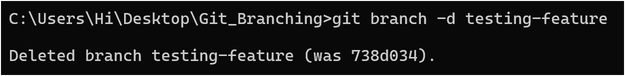 C:\Users\Hi\Desktop\Git_Branching>git branch -d testing-feature
Deleted branch testing-feature (was 738d034).